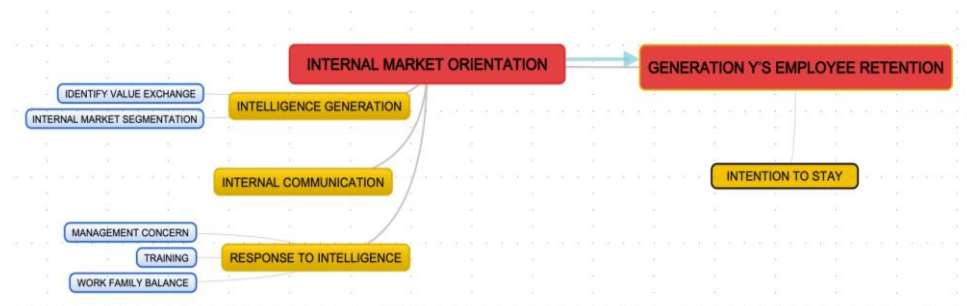 INTERNAL MARKET ORIENTATION
GENERATION Y'S EMPLOYEE RETENTION
IDENTIFY VALUE EXCHANGE
INTELLIGENCE GENERATION
INTERNAL MARKET SEGMENTATION
INTERNAL COMMUNICATION
INTENTION TO STAY
MANAGEMENT CONCERN
TRAINING
RESPONSE TO INTELLIGENCE
WORK FAMILY BALANCE